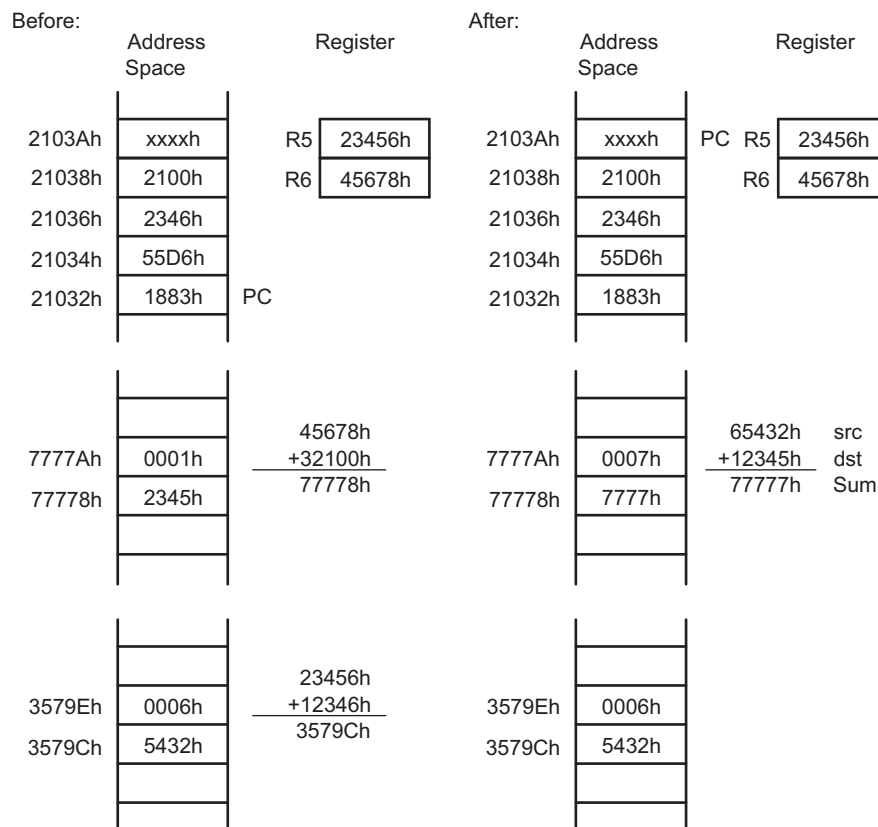 Before: After:
Address Register Address Register
Space Space
2103Ah xxxxh R5 23456h 2103Ah xxxxh PC R5 23456h
21038h 2100h R6 45678h 21038h 2100h R6 45678h
21036h 2346h 21036h 2346h
21034h 55D6h 21034h 55D6h
21032h 1883h PC 21032h 1883h
45678h 65432h src
7777Ah 0001h +32100h 7777Ah 0007h +12345h dst
77778h 2345h 77778h 77778h 7777h 77777h Sum
23456h
3579Eh 0006h +12346h 3579Eh 0006h
3579Ch 5432h 3579Ch 3579Ch 5432h